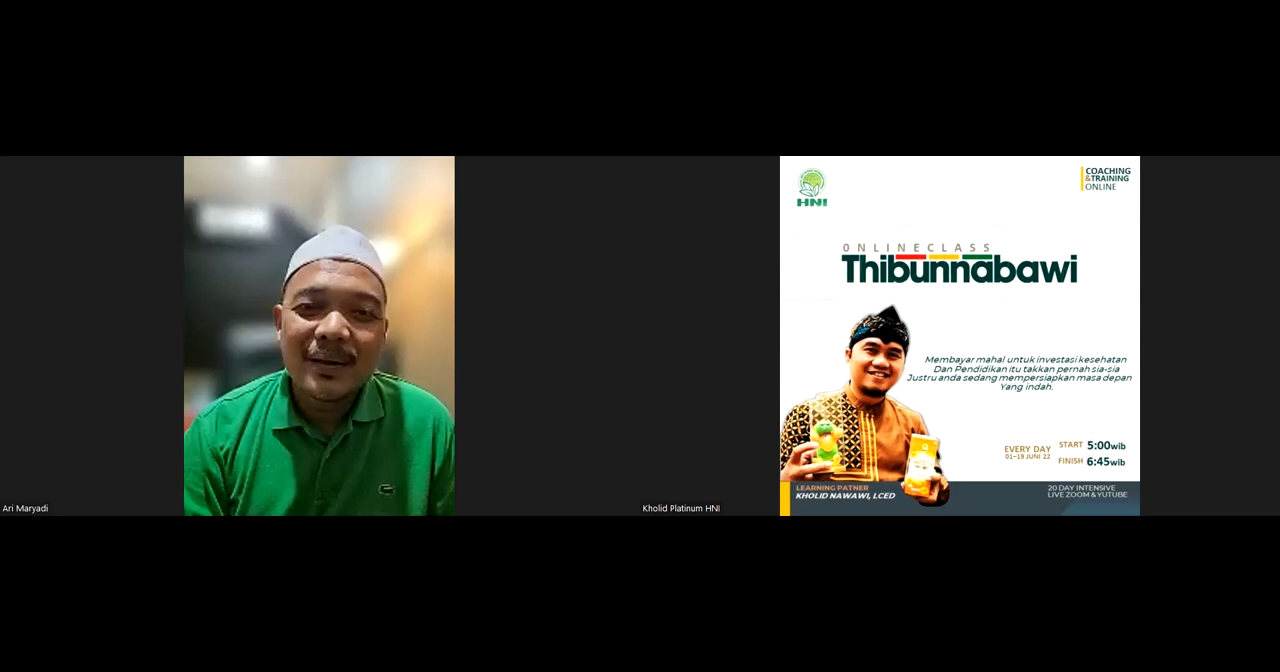 HNI
COACHING
&TRAINING
ONLINE
ONLINECLASS
Thibunnabawi
Membayar mahal untuk investasi kesehatan
Dan Pendidikan itu takkan pernah sia-sia
Justru anda sedang mempersiapkan masa depan
Yang indah.
EVERY DAY
01-19 JUNI 22
START 5:00wib
FINISH 6:45wib
LEARNING PATNER
KHOLID NAWAWI, LCED
20 DAY INTENSIVE
LIVE ZOOM & YUTUBE
Ari Maryadi
Kholid Platinum HNI